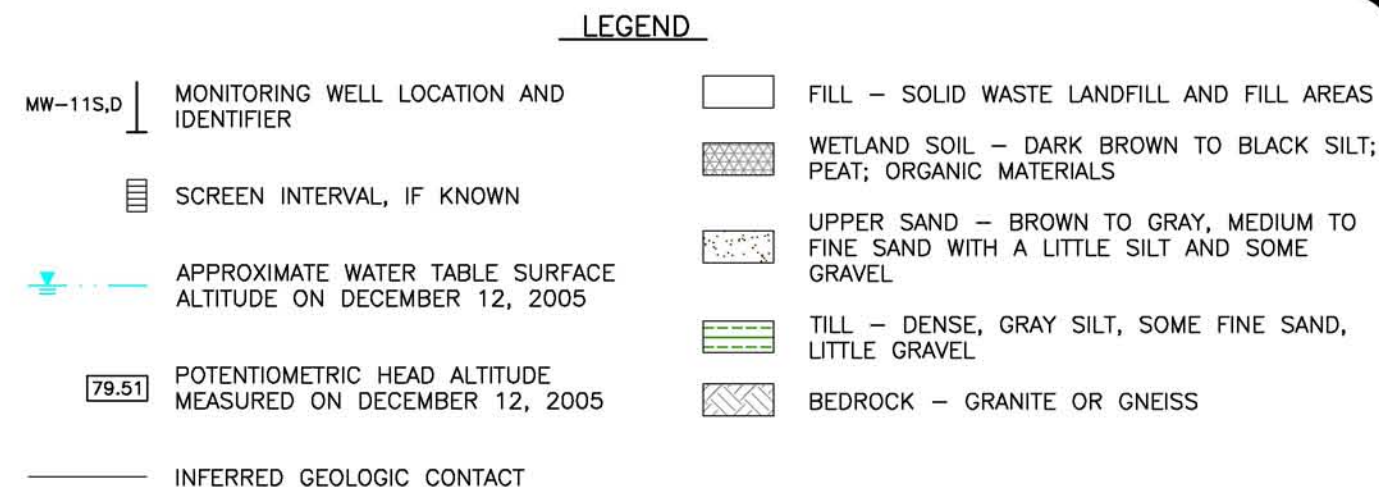 LEGEND
MW-11S,D
MONITORING WELL LOCATION AND
IDENTIFIER
SCREEN INTERVAL, IF KNOWN
APPROXIMATE WATER TABLE SURFACE
ALTITUDE ON DECEMBER 12, 2005
79.51
POTENTIOMETRIC HEAD ALTITUDE
MEASURED ON DECEMBER 12, 2005
INFERRED GEOLOGIC CONTACT
FILL – SOLID WASTE LANDFILL AND FILL AREAS
WETLAND SOIL – DARK BROWN TO BLACK SILT;
PEAT; ORGANIC MATERIALS
UPPER SAND – BROWN TO GRAY, MEDIUM TO
FINE SAND WITH A LITTLE SILT AND SOME
GRAVEL
TILL – DENSE, GRAY SILT, SOME FINE SAND,
LITTLE GRAVEL
BEDROCK – GRANITE OR GNEISS